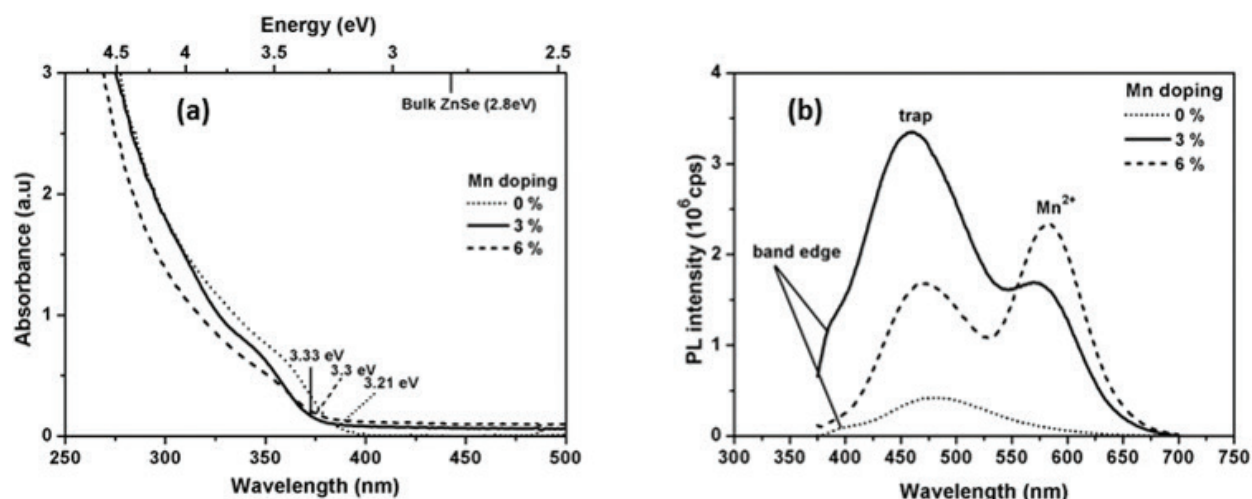 Energy (eV)
4.5 4 3.5 3 2.5
3
2
1
0
Absorbance (a.u)
(a)
Bulk ZnSe (2.8eV)
Mn doping
0 %
3 %
6 %
3.33 eV
3.3 eV
3.21 eV
250 300 350 400 450 500
Wavelength (nm)
4
3
2
1
0
PL intensity (10⁶cps)
trap
(b)
Mn doping
0 %
3 %
6 %
Mn²⁺
band edge
300 350 400 450 500 550 600 650 700 750
Wavelength (nm)